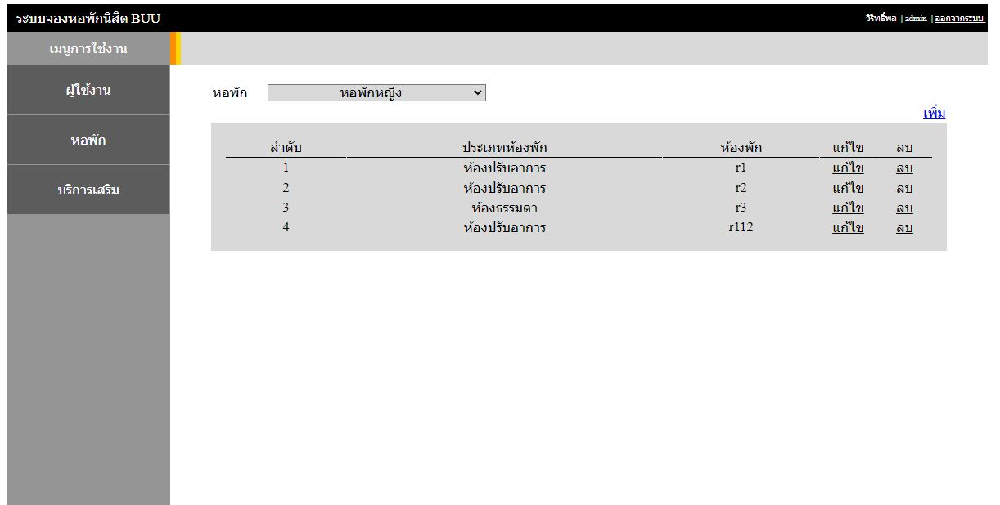 ระบบจองหอพักนิสิต BUU วิริทธิ์พล | admin | ออกจากระบบ
เมนูการใช้งาน
ผู้ใช้งาน
หอพัก
บริการเสริม
หอพัก หอพักหญิง
เพิ่ม
ลำดับ ประเภทห้องพัก ห้องพัก แก้ไข ลบ
1 ห้องปรับอาการ r1 แก้ไข ลบ
2 ห้องปรับอาการ r2 แก้ไข ลบ
3 ห้องธรรมดา r3 แก้ไข ลบ
4 ห้องปรับอาการ r112 แก้ไข ลบ